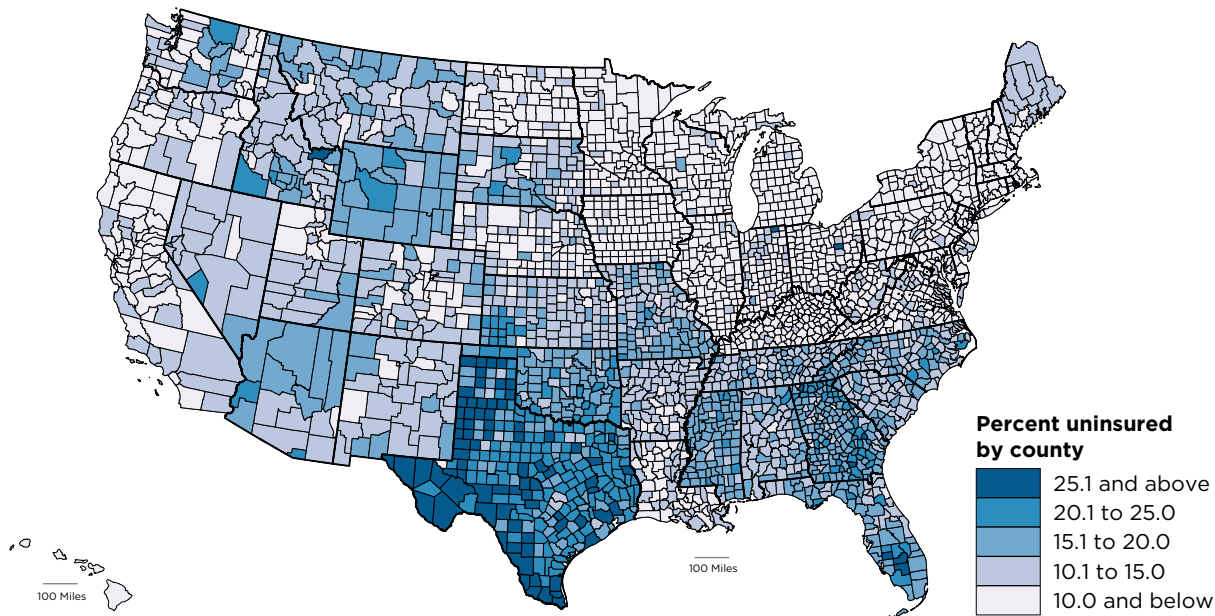 Percent uninsured
by county
25.1 and above
20.1 to 25.0
15.1 to 20.0
10.1 to 15.0
10.0 and below
100 Miles
100 Miles